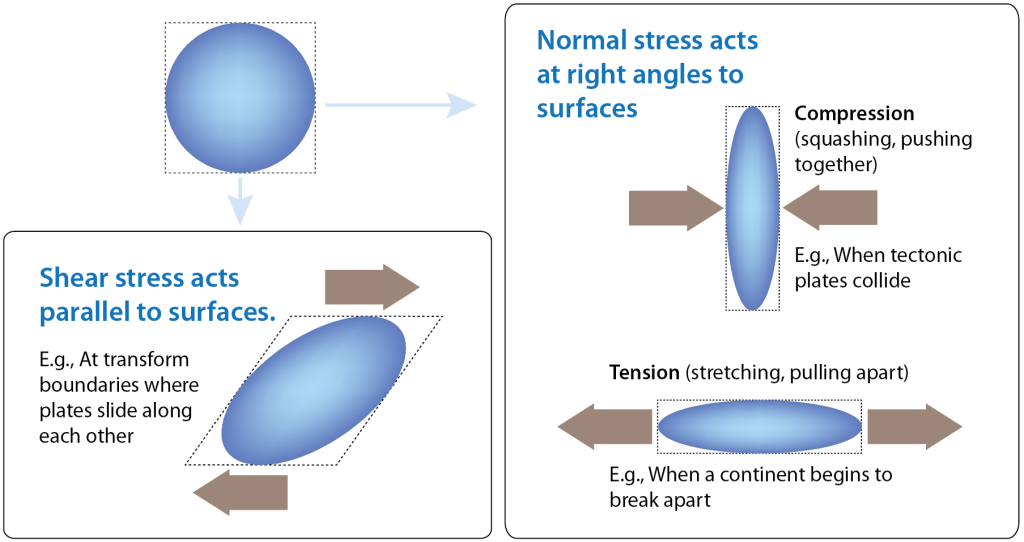 Normal stress acts
at right angles to
surfaces
Compression
(squashing, pushing
together)
E.g., When tectonic
plates collide
Shear stress acts
parallel to surfaces.
E.g., At transform
boundaries where
plates slide along
each other
Tension (stretching, pulling apart)
E.g., When a continent begins to
break apart